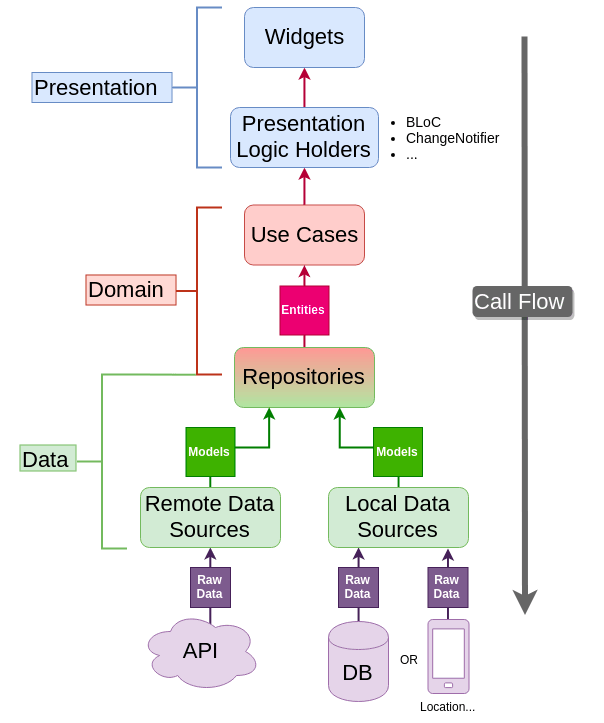 Widgets
Presentation
Presentation
Logic Holders
• BLoC
• ChangeNotifier
• ...
Use Cases
Domain
Call Flow
Entities
Repositories
Data
Models
Models
Remote Data
Sources
Local Data
Sources
Raw
Data
Raw
Data
Raw
Data
API
DB
OR
Location...